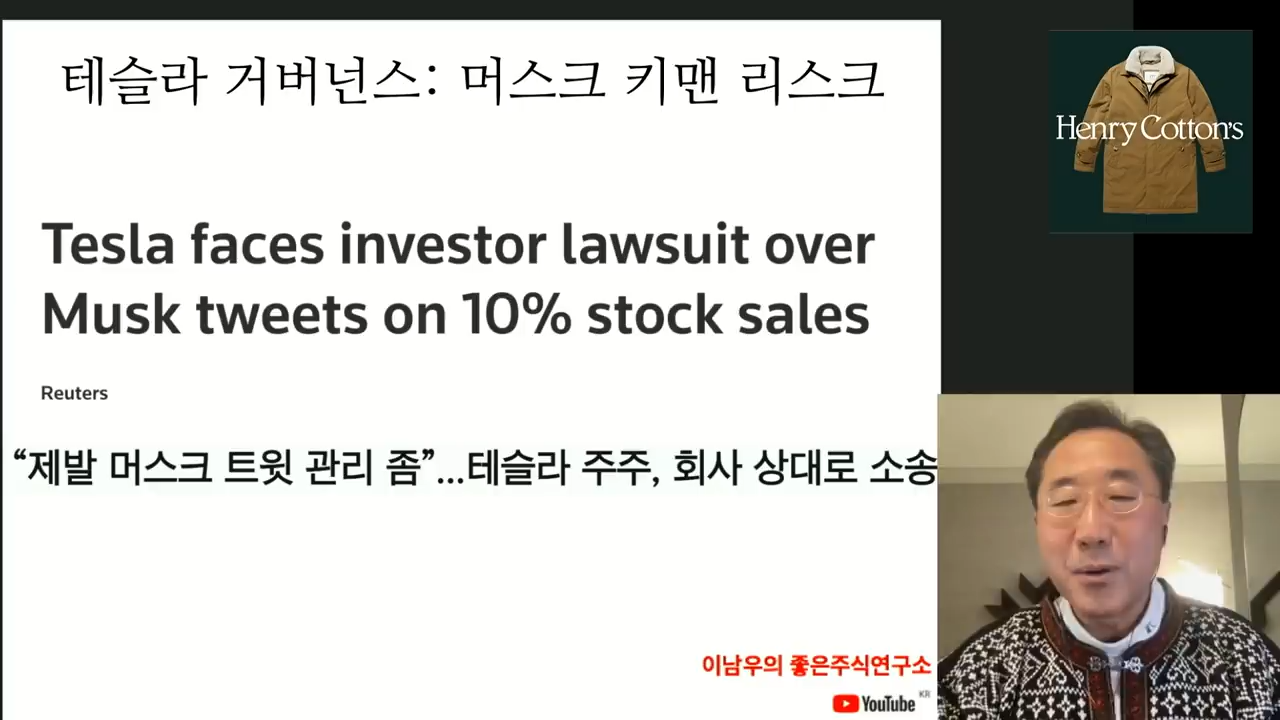 테슬라 거버넌스: 머스크 키맨 리스크
Henry Cotton's
Tesla faces investor lawsuit over
Musk tweets on 10% stock sales
Reuters
“제발 머스크 트윗 관리 좀”...테슬라 주주, 회사 상대로 소송
이남우의 좋은주식연구소
YouTube KR